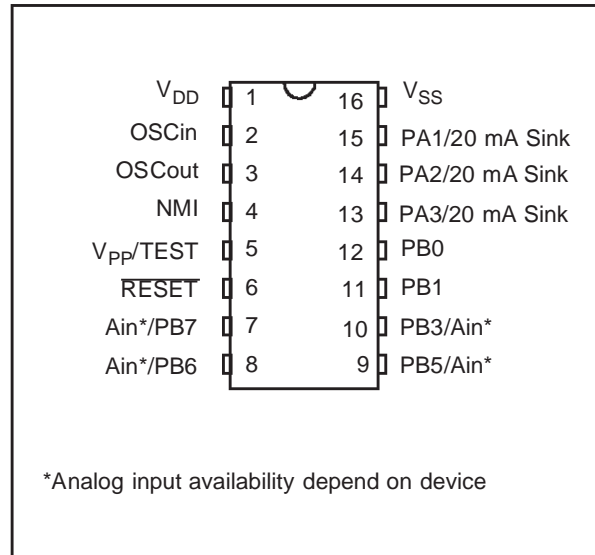 VDD 1 16 VSS
OSCin 2 15 PA1/20 mA Sink
OSCout 3 14 PA2/20 mA Sink
NMI 4 13 PA3/20 mA Sink
VPP/TEST 5 12 PB0
RESET 6 11 PB1
Ain*/PB7 7 10 PB3/Ain*
Ain*/PB6 8 9 PB5/Ain*
*Analog input availability depend on device